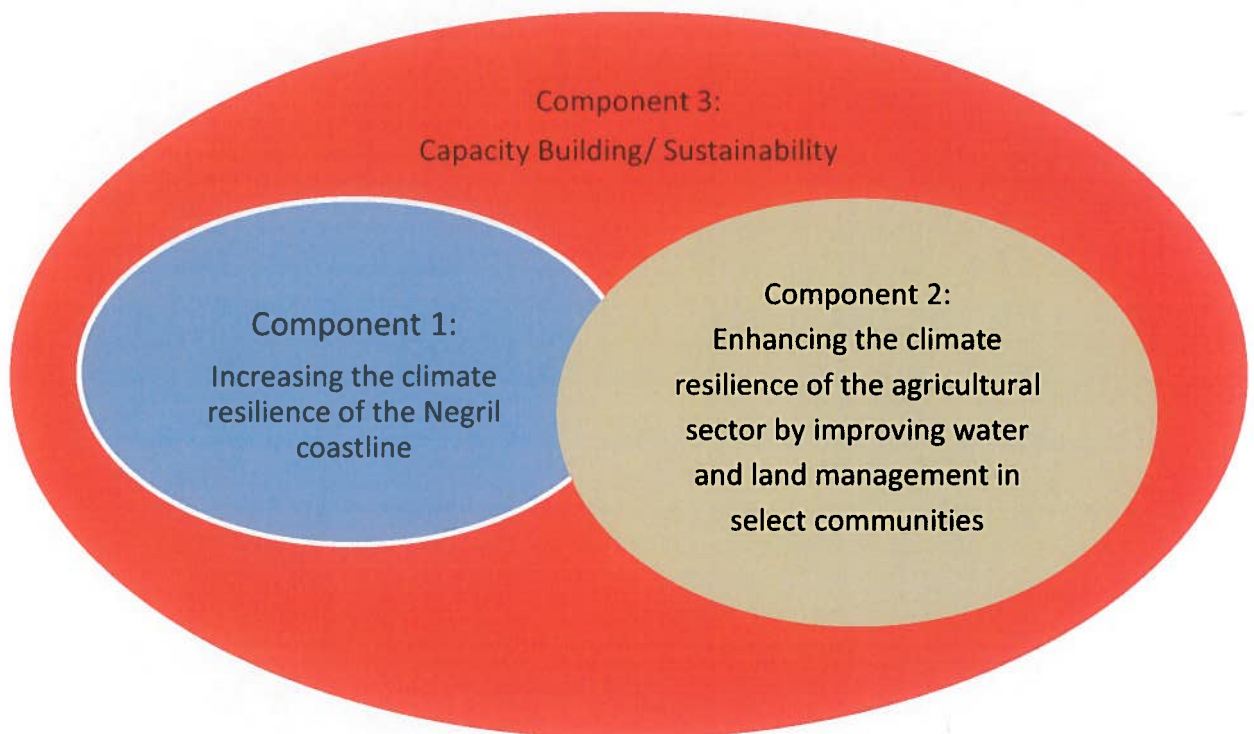 Component 3:
Capacity Building/ Sustainability
Component 1:
Increasing the climate
resilience of the Negril
coastline
Component 2:
Enhancing the climate
resilience of the agricultural
sector by improving water
and land management in
select communities